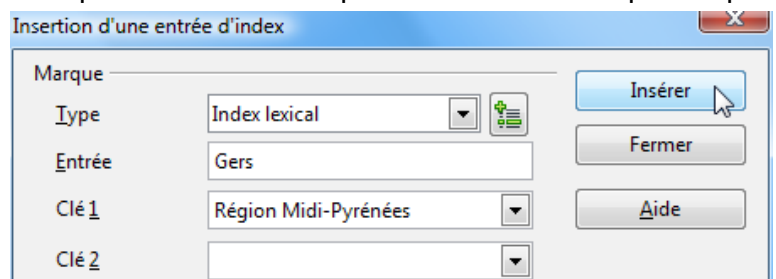 Insertion d'une entrée d'index
Marque
Insérer
Type Index lexical
Fermer
Entrée Gers
Clé 1 Région Midi-Pyrénées
Aide
Clé 2